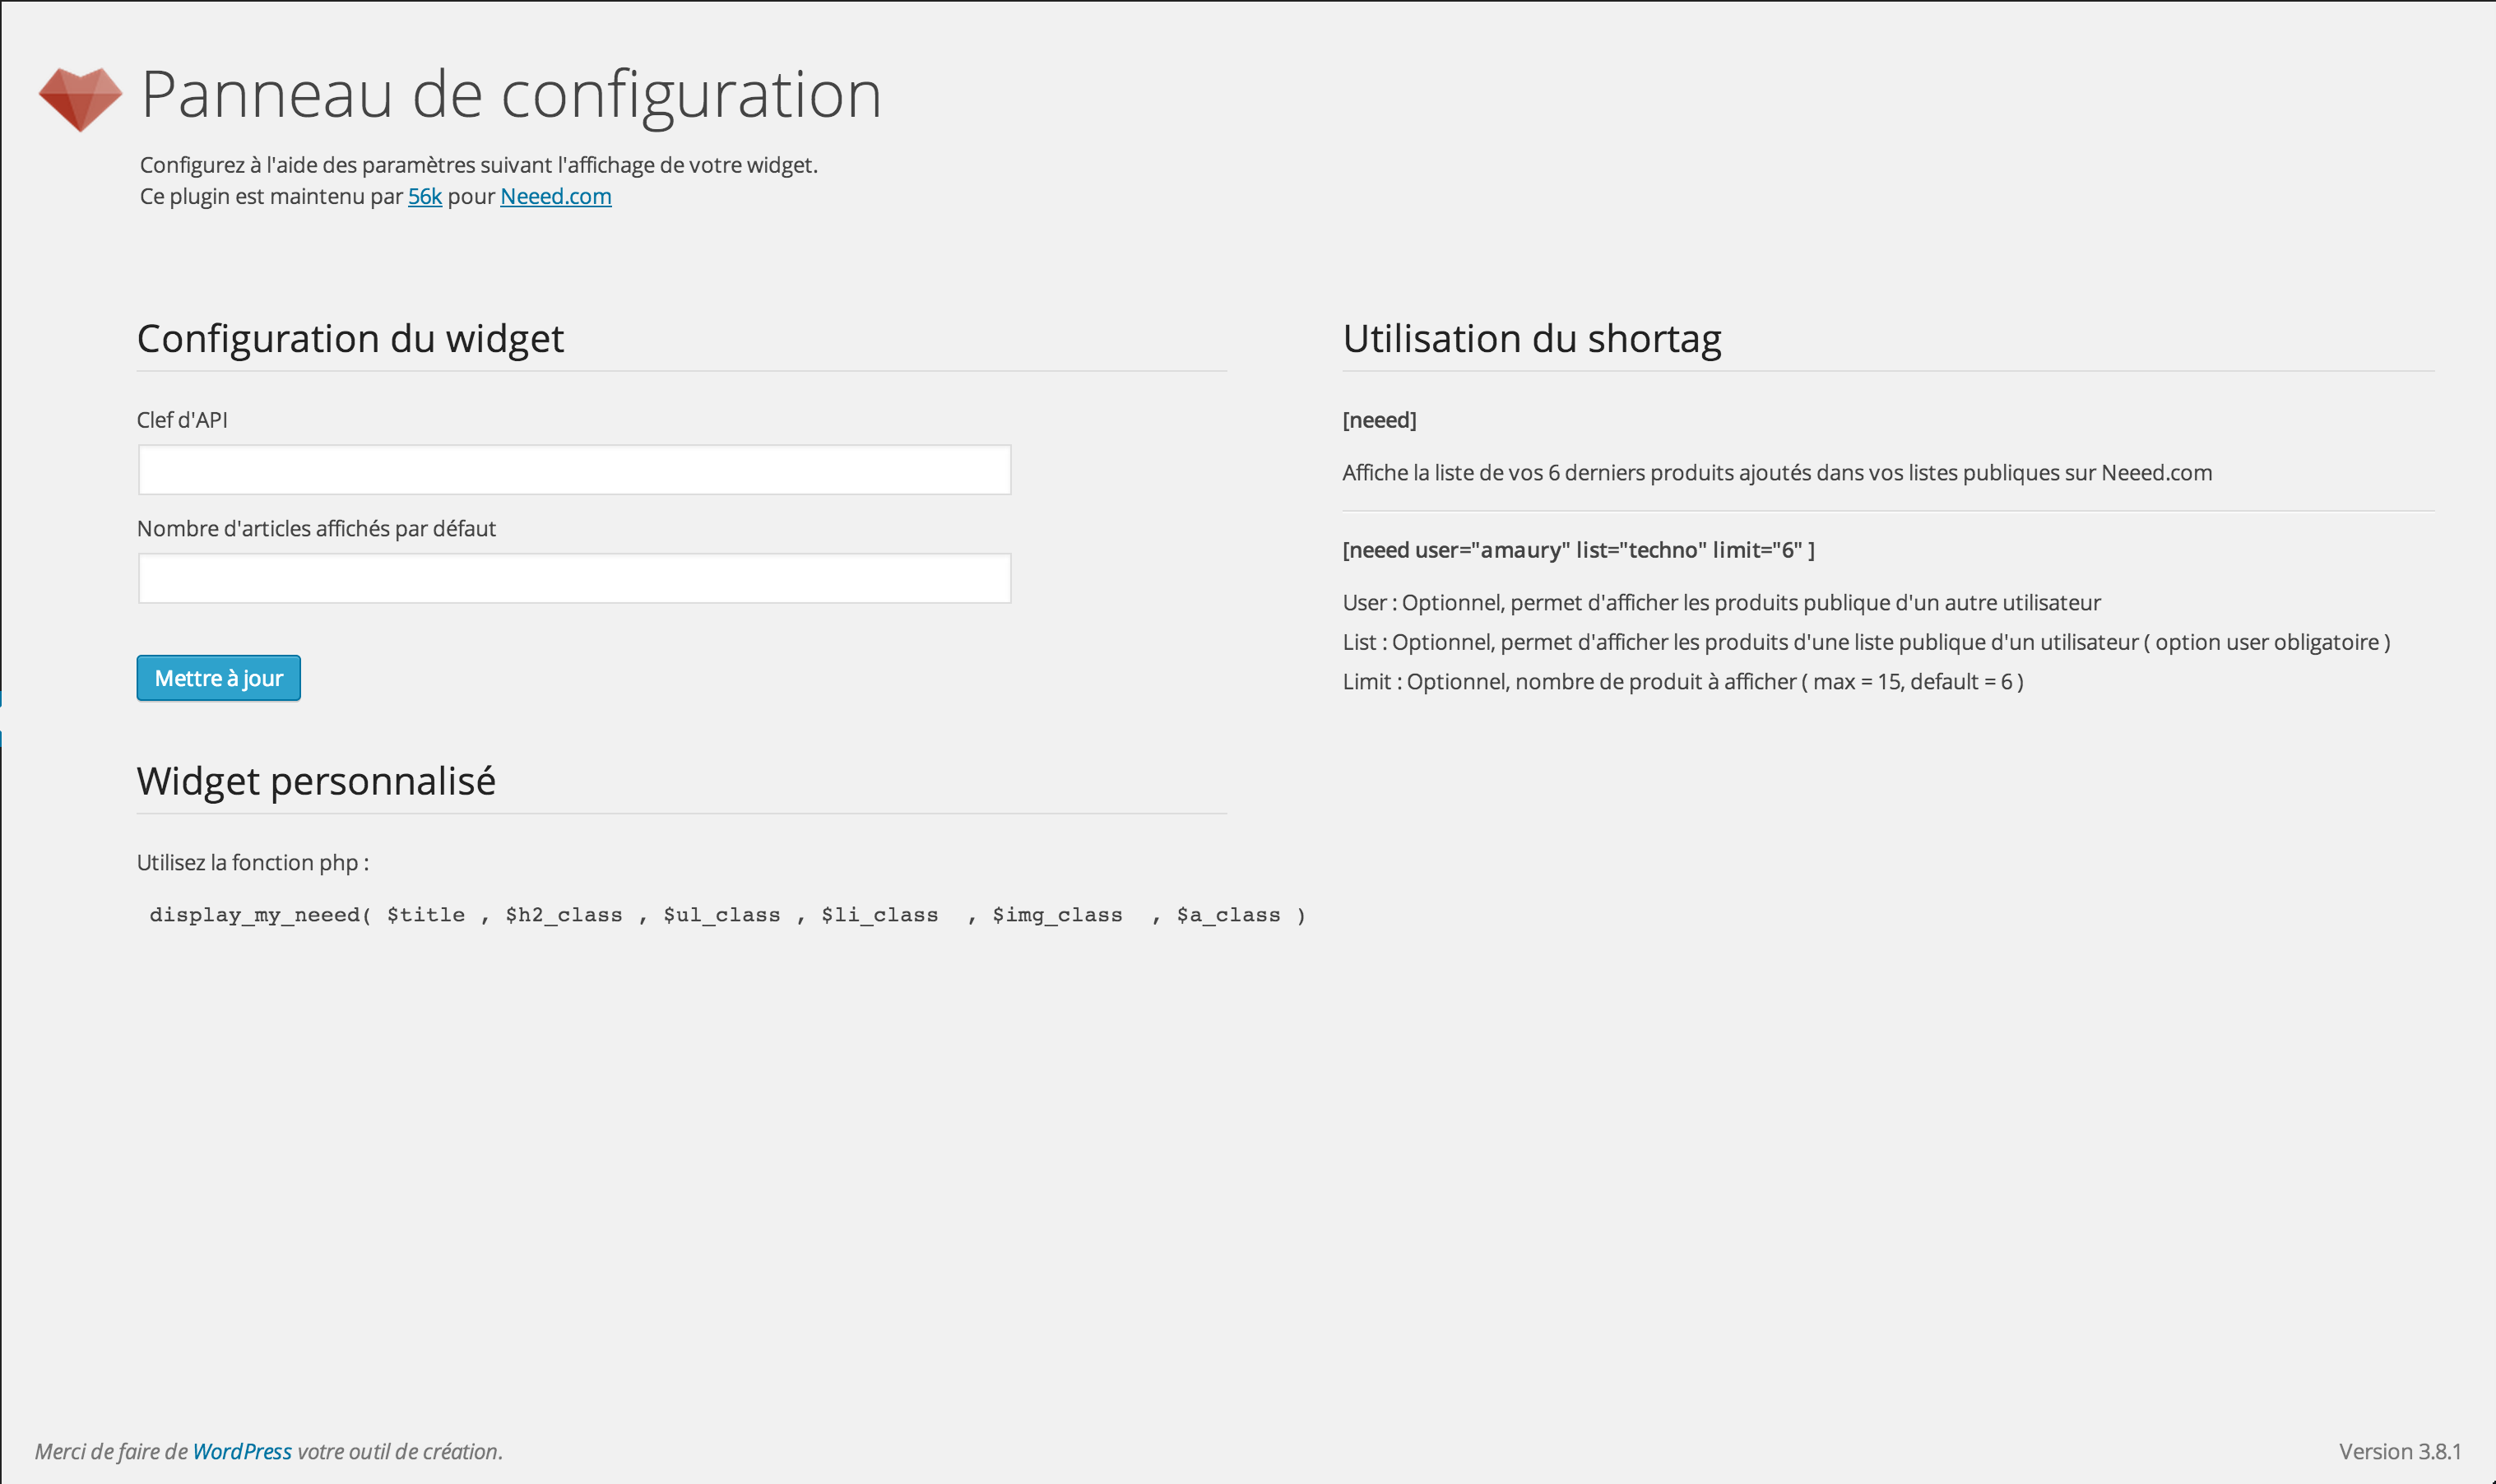 Panneau de configuration
Configurez à l'aide des paramètres suivant l'affichage de votre widget.
Ce plugin est maintenu par 56k pour Neeed.com
Configuration du widget
Clef d'API
Nombre d'articles affichés par défaut
Mettre à jour
Widget personnalisé
Utilisez la fonction php :
display_my_neeed( $title , $h2_class , $ul_class , $li_class  , $img_class  , $a_class )
Utilisation du shortag
[neeed]
Affiche la liste de vos 6 derniers produits ajoutés dans vos listes publiques sur Neeed.com
[neeed user="amaury" list="techno" limit="6" ]
User : Optionnel, permet d'afficher les produits publique d'un autre utilisateur
List : Optionnel, permet d'afficher les produits d'une liste publique d'un utilisateur ( option user obligatoire )
Limit : Optionnel, nombre de produit à afficher ( max = 15, default = 6 )
Merci de faire de WordPress votre outil de création.
Version 3.8.1